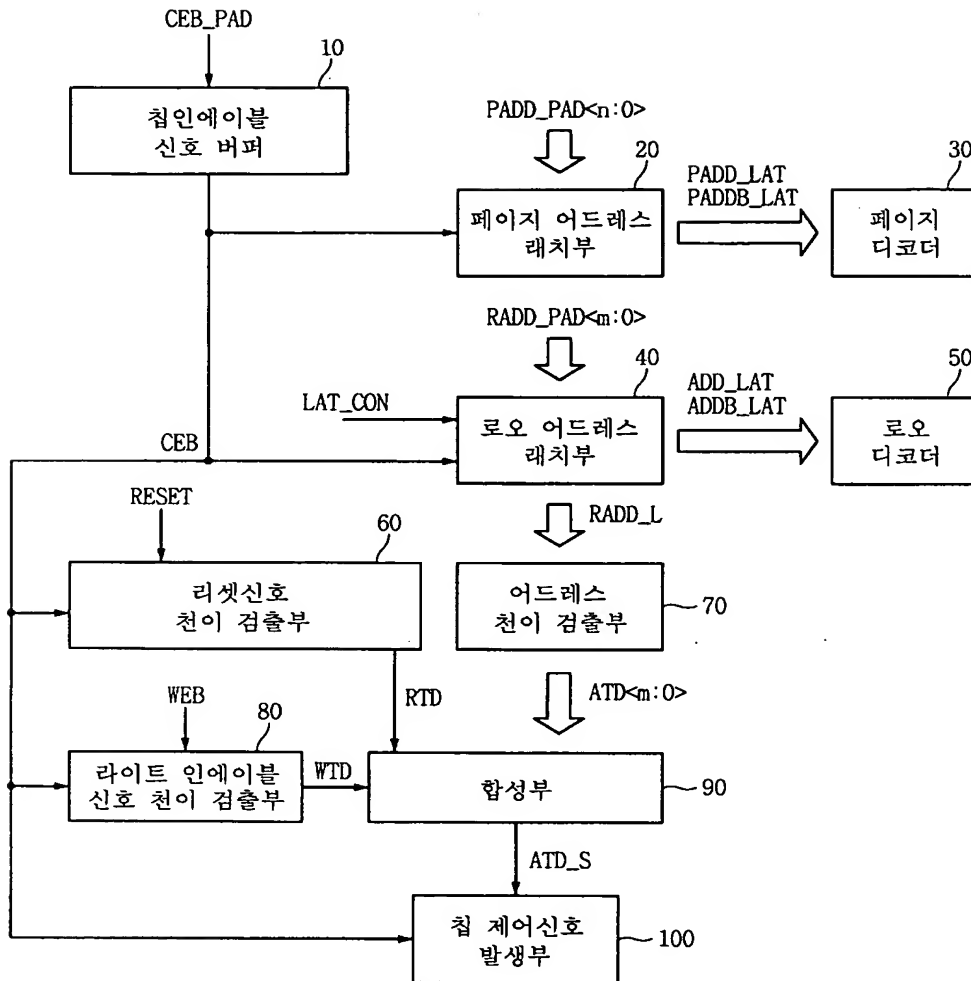 CEB_PAD
10
칩인에이블
신호 버퍼
PADD_PAD<n:0>
20
페이지 어드레스
래치부
PADD_LAT
PADDB_LAT
30
페이지
디코더
RADD_PAD<m:0>
40
LAT_CON
로오 어드레스
래치부
ADD_LAT
ADDB_LAT
50
로오
디코더
CEB
RESET
60
리셋신호
천이 검출부
RADD_L
어드레스
천이 검출부
70
RTD
ATD<m:0>
WEB
80
라이트 인에이블
신호 천이 검출부
WTD
합성부
90
ATD_S
칩 제어신호
발생부
100